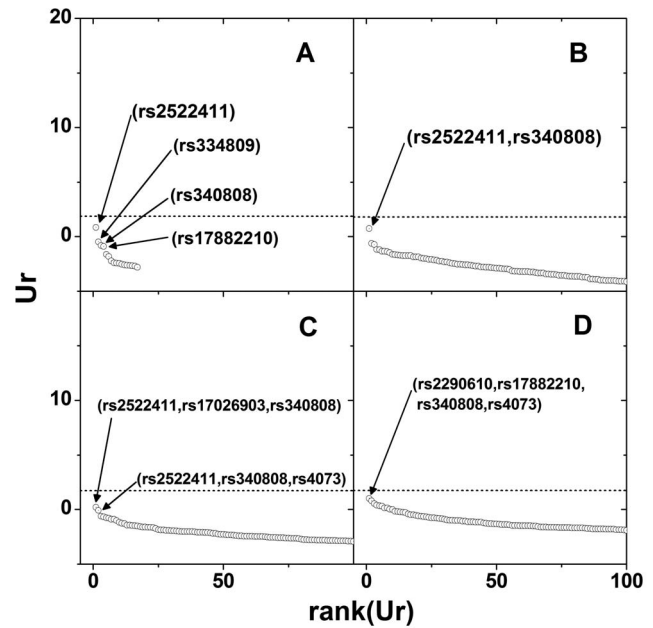 20
A
B
(rs2522411)
(rs334809)
(rs340808)
(rs17882210)
(rs2522411,rs340808)
10
0
Ur
C
D
(rs2522411,rs17026903,rs340808)
(rs2522411,rs340808,rs4073)
(rs2290610,rs17882210,
rs340808,rs4073)
10
0
0 50 0 50 100
rank(Ur)